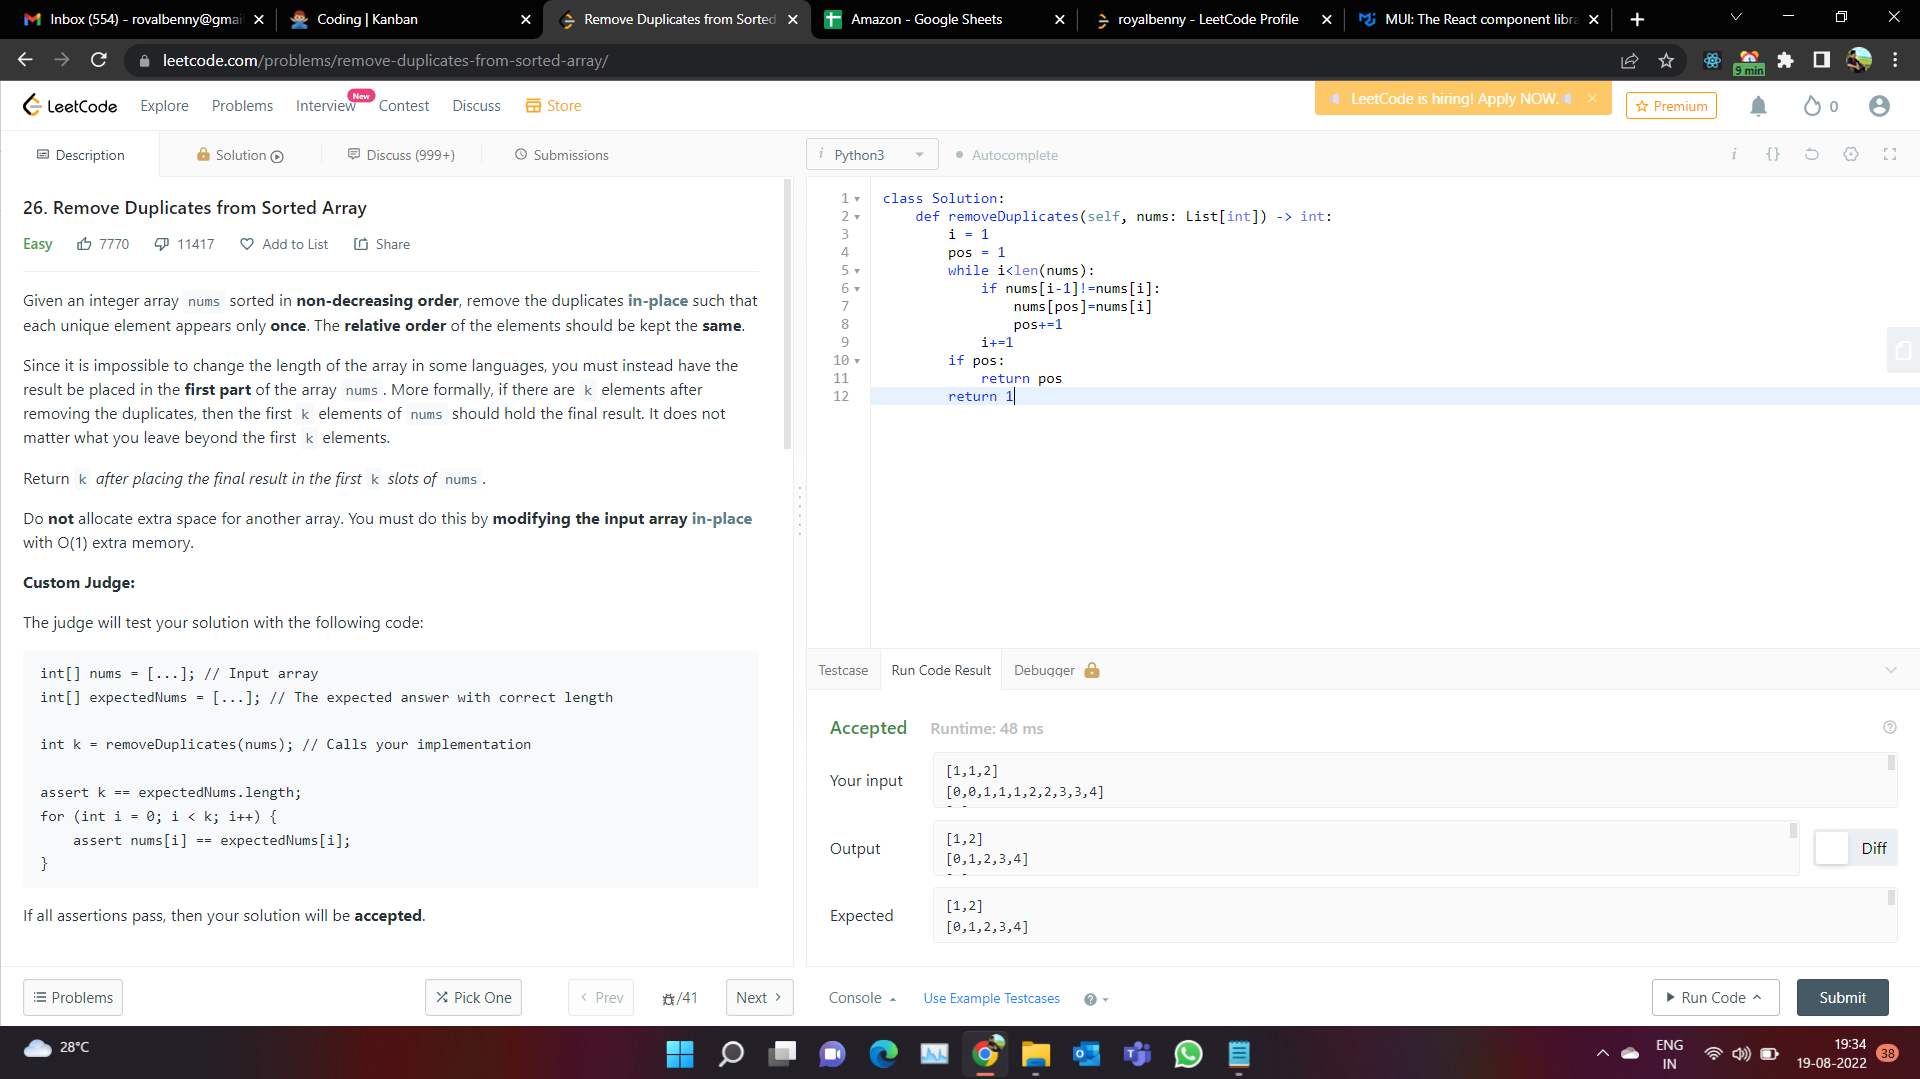 Inbox (554) - rovalbenny@gmai
Coding | Kanban
Remove Duplicates from Sorted
Amazon - Google Sheets
royalbenny - LeetCode Profile
MUI: The React component libra
leetcode.com/problems/remove-duplicates-from-sorted-array/
9 min
LeetCode
Explore
Problems
Interview
New
Contest
Discuss
Store
LeetCode is hiring! Apply NOW.
Premium
0
Description
Solution
Discuss (999+)
Submissions
i Python3
Autocomplete
i {}
26. Remove Duplicates from Sorted Array
Easy 7770 11417 Add to List Share
Given an integer array nums sorted in non-decreasing order, remove the duplicates in-place such that
each unique element appears only once. The relative order of the elements should be kept the same.
Since it is impossible to change the length of the array in some languages, you must instead have the
result be placed in the first part of the array nums . More formally, if there are k elements after
removing the duplicates, then the first k elements of nums should hold the final result. It does not
matter what you leave beyond the first k elements.
Return k after placing the final result in the first k slots of nums .
Do not allocate extra space for another array. You must do this by modifying the input array in-place
with O(1) extra memory.
Custom Judge:
The judge will test your solution with the following code:
int[] nums = [...]; // Input array
int[] expectedNums = [...]; // The expected answer with correct length
int k = removeDuplicates(nums); // Calls your implementation
assert k == expectedNums.length;
for (int i = 0; i < k; i++) {
    assert nums[i] == expectedNums[i];
}
If all assertions pass, then your solution will be accepted.
1 class Solution:
2     def removeDuplicates(self, nums: List[int]) -> int:
3         i = 1
4         pos = 1
5         while i<len(nums):
6             if nums[i-1]!=nums[i]:
7                 nums[pos]=nums[i]
8                 pos+=1
9             i+=1
10         if pos:
11             return pos
12         return 1
Testcase
Run Code Result
Debugger
Accepted Runtime: 48 ms
Your input
[1,1,2]
[0,0,1,1,1,2,2,3,3,4]
Output
[1,2]
[0,1,2,3,4]
Diff
Expected
[1,2]
[0,1,2,3,4]
Problems
Pick One
Prev
/41
Next
Console
Use Example Testcases
Run Code
Submit
28°C
ENG
IN
19:34
19-08-2022
38